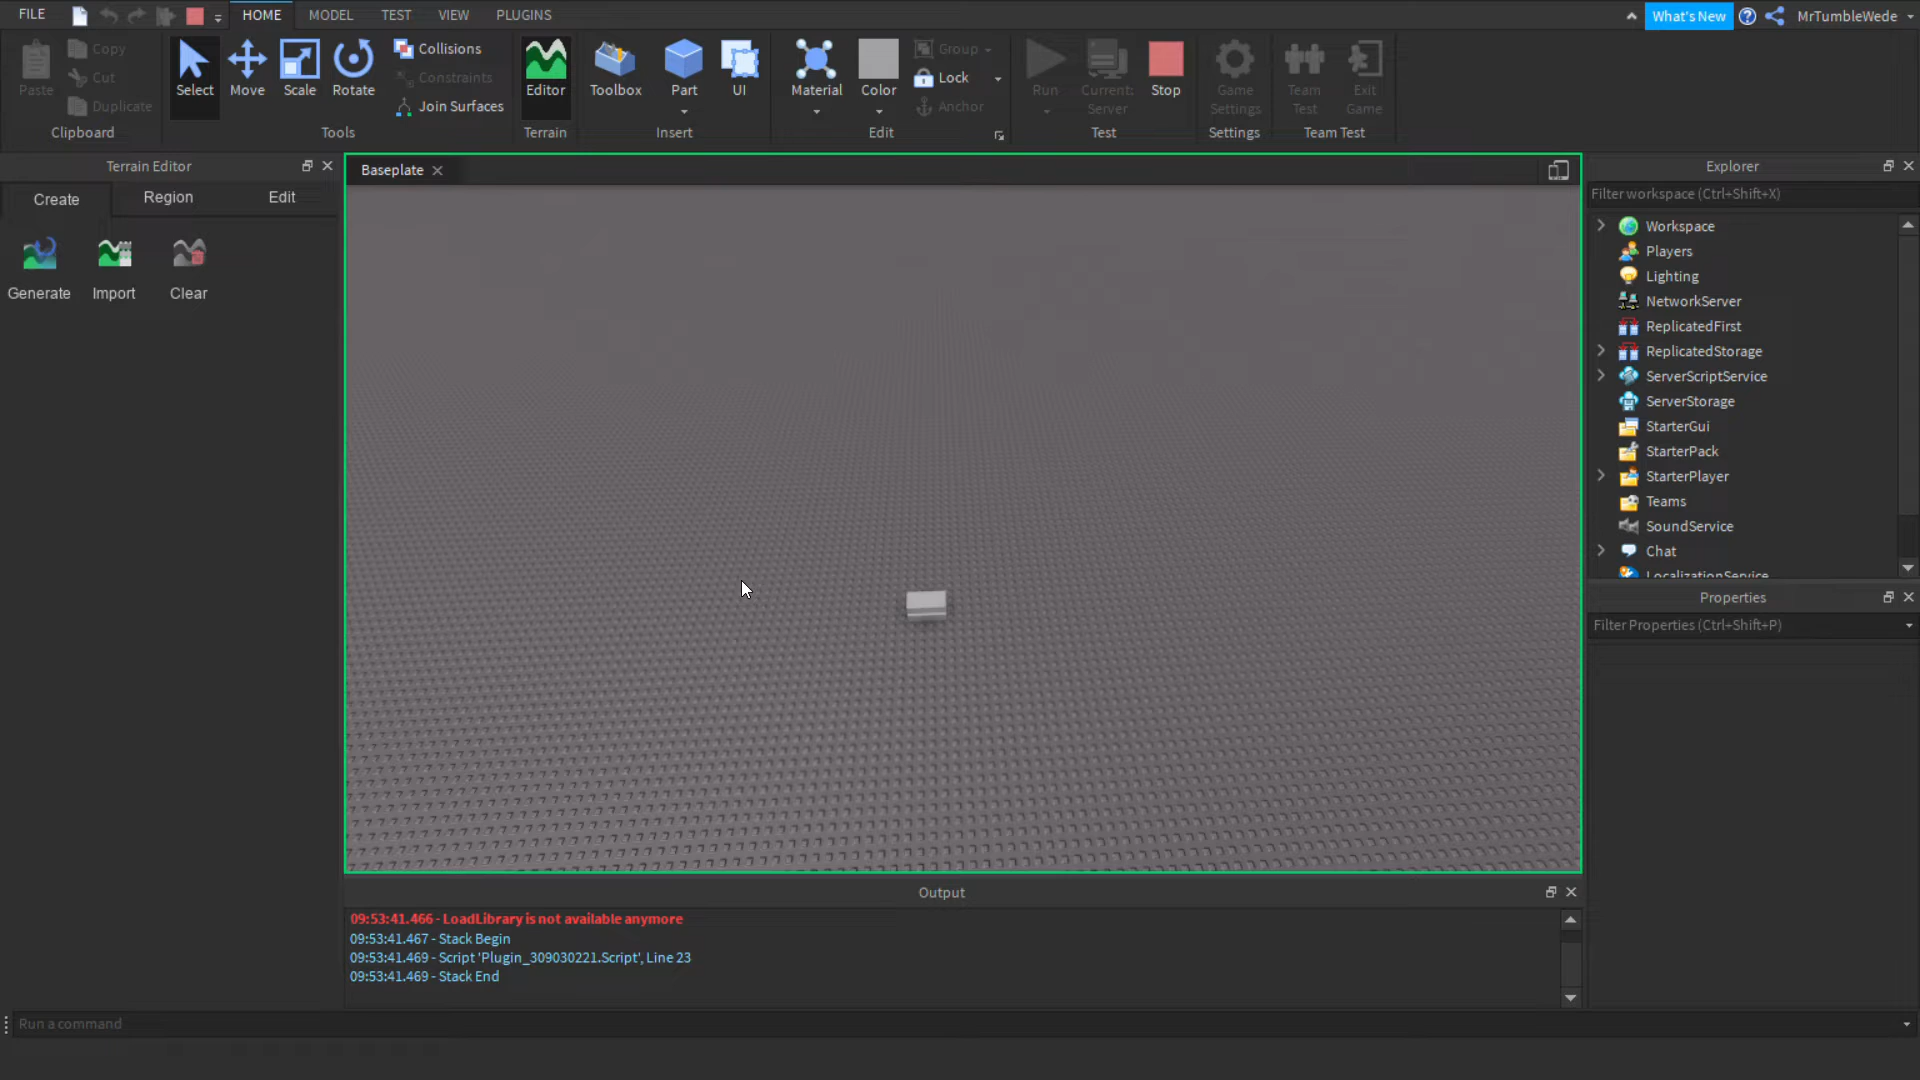 FILE HOME MODEL TEST VIEW PLUGINS What's New MrTumbleWede
Paste Copy Cut Duplicate Clipboard
Select Move Scale Rotate Collisions Constraints Join Surfaces Tools
Editor Terrain
Toolbox Part UI Insert
Material Color Group Lock Anchor Edit
Run Current: Server Stop Test
Game Settings Settings
Team Test Exit Game Team Test
Terrain Editor
Create Region Edit
Generate Import Clear
Baseplate
Explorer
Filter workspace (Ctrl+Shift+X)
Workspace
Players
Lighting
NetworkServer
ReplicatedFirst
ReplicatedStorage
ServerScriptService
ServerStorage
StarterGui
StarterPack
StarterPlayer
Teams
SoundService
Chat
LocalizationService
Properties
Filter Properties (Ctrl+Shift+P)
Output
09:53:41.466 - LoadLibrary is not available anymore
09:53:41.467 - Stack Begin
09:53:41.469 - Script 'Plugin_309030221.Script', Line 23
09:53:41.469 - Stack End
Run a command